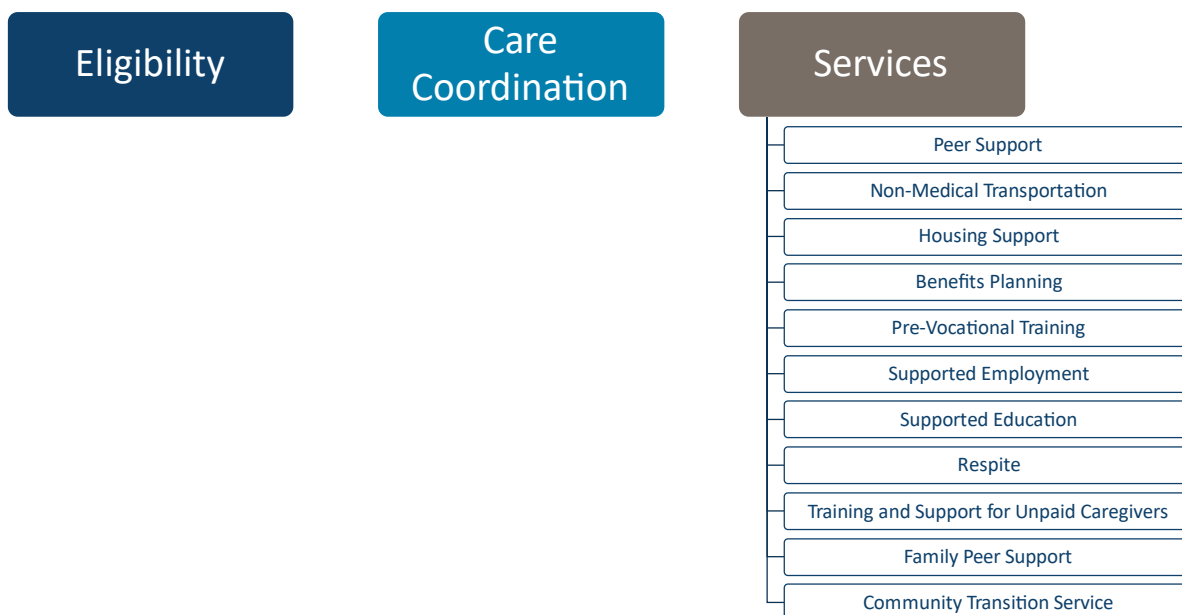 Eligibility
Care
Coordination
Services
Peer Support
Non-Medical Transportation
Housing Support
Benefits Planning
Pre-Vocational Training
Supported Employment
Supported Education
Respite
Training and Support for Unpaid Caregivers
Family Peer Support
Community Transition Service